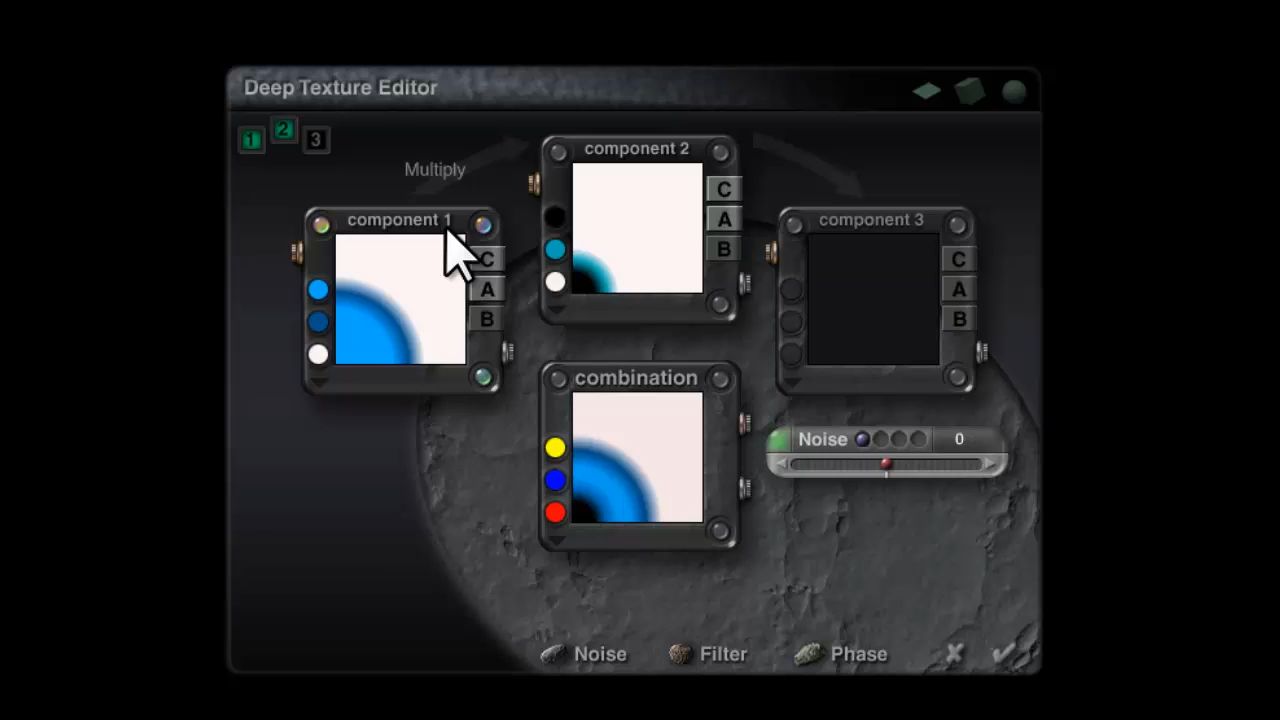 Deep Texture Editor
1 2 3
Multiply
component 1
C
A
B
component 2
C
A
B
component 3
C
A
B
combination
Noise 0
Noise Filter Phase